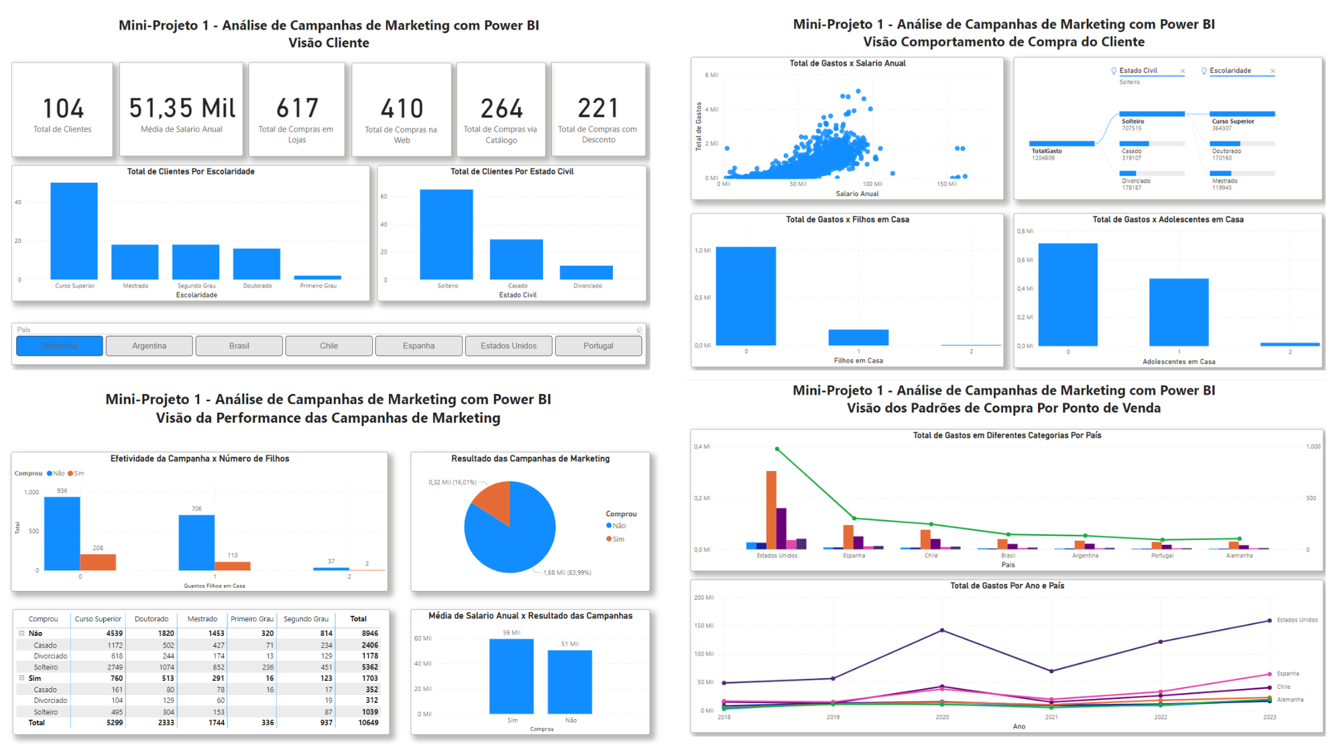 Mini-Projeto 1 - Análise de Campanhas de Marketing com Power BI
Visão Cliente
104
Total de Clientes
51,35 Mil
Média de Salario Anual
617
Total de Compras em
Lojas
410
Total de Compras na
Web
264
Total de Compras via
Catálogo
221
Total de Compras com
Desconto
Total de Clientes Por Escolaridade
40
20
0
Curso Superior Mestrado Segundo Grau Doutorado Primeiro Grau
Escolaridade
Total de Clientes Por Estado Civil
60
40
20
0
Solteiro Casado Divorciado
Estado Civil
País
Alemanha Argentina Brasil Chile Espanha Estados Unidos Portugal
Mini-Projeto 1 - Análise de Campanhas de Marketing com Power BI
Visão Comportamento de Compra do Cliente
Total de Gastos x Salario Anual
Total de Gastos
6 Mil
4 Mil
2 Mil
0 Mil
0 Mil 50 Mil 100 Mil 150 Mil
Salario Anual
Estado Civil
Solteiro
Escolaridade
TotalGasto
1204809
Solteiro
707515
Casado
319107
Divorciado
178187
Curso Superior
364337
Doutorado
170160
Mestrado
119945
Total de Gastos x Filhos em Casa
1,0 Mi
0,5 Mi
0,0 Mi
0 1 2
Filhos em Casa
Total de Gastos x Adolescentes em Casa
0,8 Mi
0,6 Mi
0,4 Mi
0,2 Mi
0,0 Mi
0 1 2
Adolescentes em Casa
Mini-Projeto 1 - Análise de Campanhas de Marketing com Power BI
Visão da Performance das Campanhas de Marketing
Efetividade da Campanha x Número de Filhos
Comprou Não Sim
Total
1.000
500
0
936 208
706 110
37 2
0 1 2
Quantos Filhos em Casa
Resultado das Campanhas de Marketing
0,32 Mil (16,01%)
1,68 Mil (83,99%)
Comprou
Não
Sim
Comprou Curso Superior Doutorado Mestrado Primeiro Grau Segundo Grau Total
Não 4539 1820 1453 320 814 8946
Casado 1172 502 427 71 234 2406
Divorciado 618 244 174 13 129 1178
Solteiro 2749 1074 852 236 451 5362
Sim 760 513 291 16 123 1703
Casado 161 80 78 16 17 352
Divorciado 104 129 60 19 312
Solteiro 495 304 153 87 1039
Total 5299 2333 1744 336 937 10649
Média de Salario Anual x Resultado das Campanhas
60 Mil
40 Mil
20 Mil
0 Mil
59 Mil
51 Mil
Sim Não
Comprou
Mini-Projeto 1 - Análise de Campanhas de Marketing com Power BI
Visão dos Padrões de Compra Por Ponto de Venda
Total de Gastos em Diferentes Categorias Por País
0,4 Mi
0,2 Mi
0,0 Mi
1.000
500
0
Estados Unidos Espanha Chile Brasil Argentina Portugal Alemanha
Pais
Total de Gastos Por Ano e País
200 Mil
150 Mil
100 Mil
50 Mil
0 Mil
Estados Unidos
Espanha
Chile
Alemanha
2018 2019 2020 2021 2022 2023
Ano